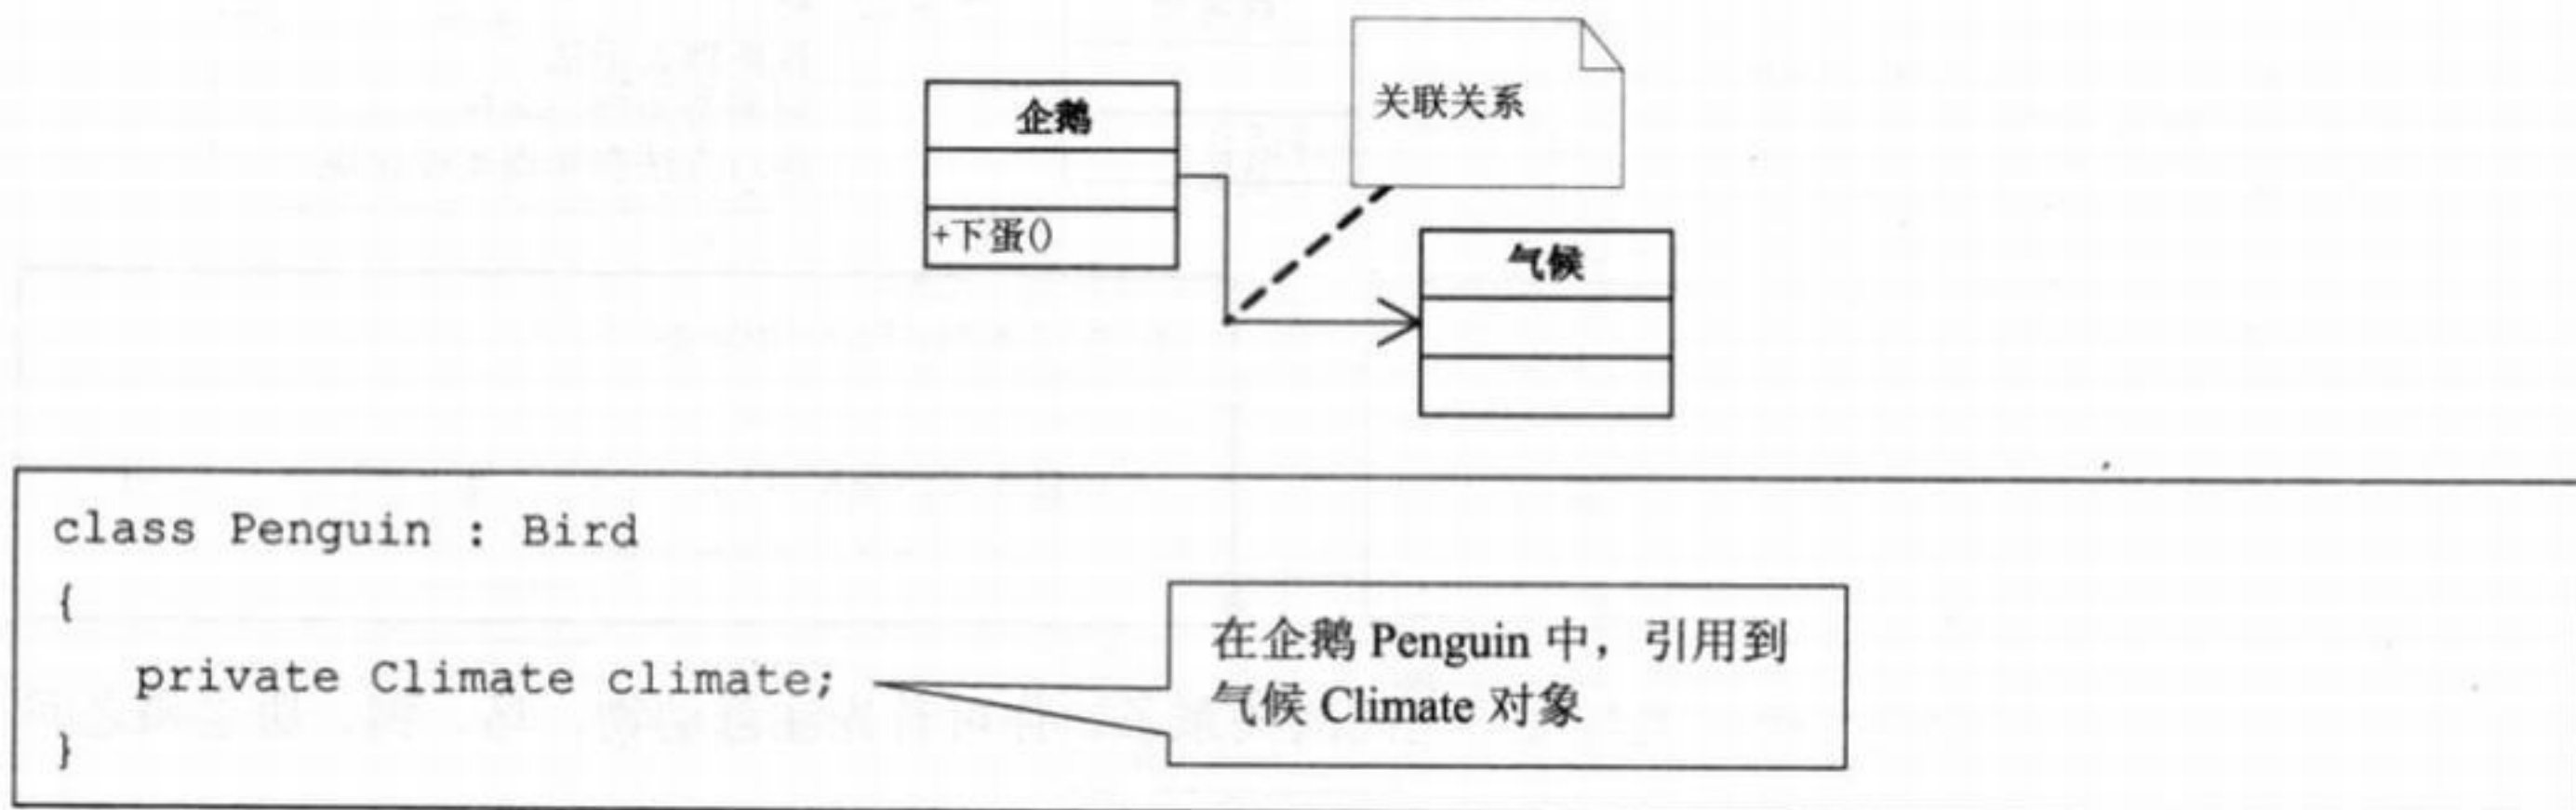 企鹅
+下蛋()
关联关系
气候
class Penguin : Bird
{
private Climate climate;
}
在企鹅 Penguin 中，引用到
气候 Climate 对象